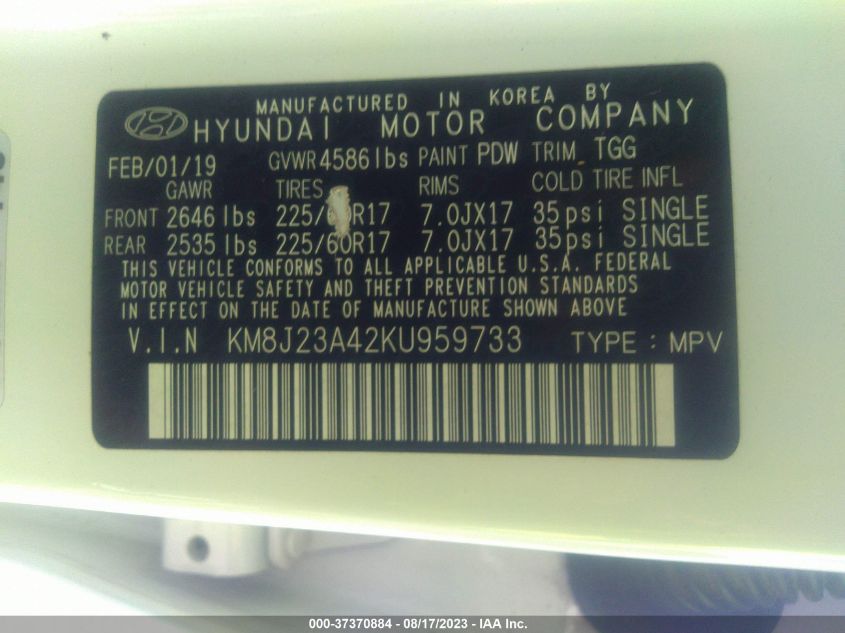 MANUFACTURED IN KOREA BY
HYUNDAI MOTOR COMPANY
FEB/01/19 GVWR 4586 lbs PAINT PDW TRIM TGG
GAWR TIRES RIMS COLD TIRE INFL
FRONT 2646 lbs 225/60R17 7.0JX17 35psi SINGLE
REAR 2535 lbs 225/60R17 7.0JX17 35psi SINGLE
THIS VEHICLE CONFORMS TO ALL APPLICABLE U.S.A. FEDERAL
MOTOR VEHICLE SAFETY AND THEFT PREVENTION STANDARDS
IN EFFECT ON THE DATE OF MANUFACTURE SHOWN ABOVE
V.I.N KM8J23A42KU959733 TYPE : MPV
000-37370884 - 08/17/2023 - IAA Inc.